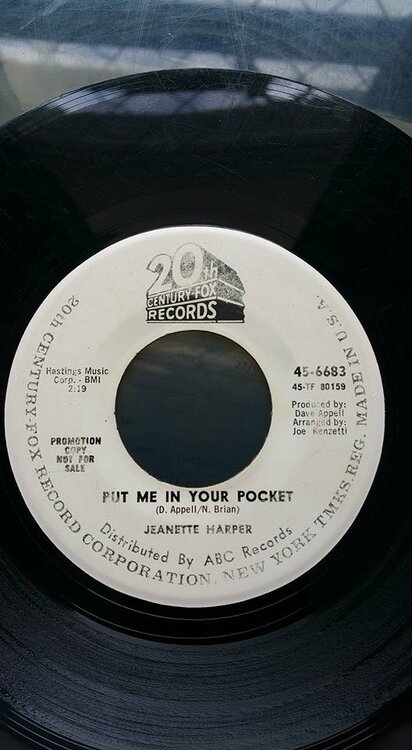 20th
CENTURY-FOX
RECORDS
Hastings Music
Corp. - BMI
2:19
45-6683
45-TF 80159
Produced by:
Dave Appell
Arranged by:
Joe Renzetti
PROMOTION
COPY
NOT FOR
SALE
PUT ME IN YOUR POCKET
(D. Appell/N. Brian)
JEANETTE HARPER
Distributed By ABC Records
20th CENTURY-FOX RECORD CORPORATION, NEW YORK TMKS. REG. MADE IN U.S.A.